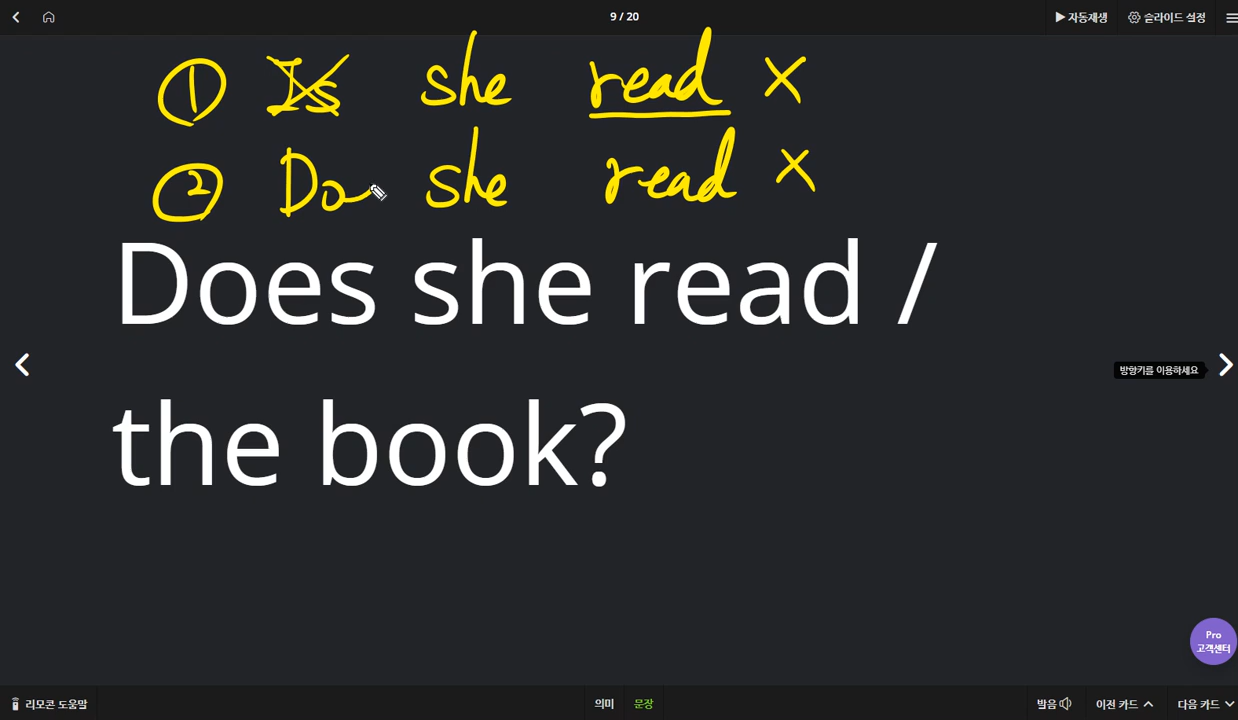 9 / 20
자동재생 슬라이드 설정
① Is she read X
② Do she read X
Does she read /
the book?
방향키를 이용하세요
Pro
고객센터
리모콘 도움말 의미 문장 발음 이전 카드 다음 카드